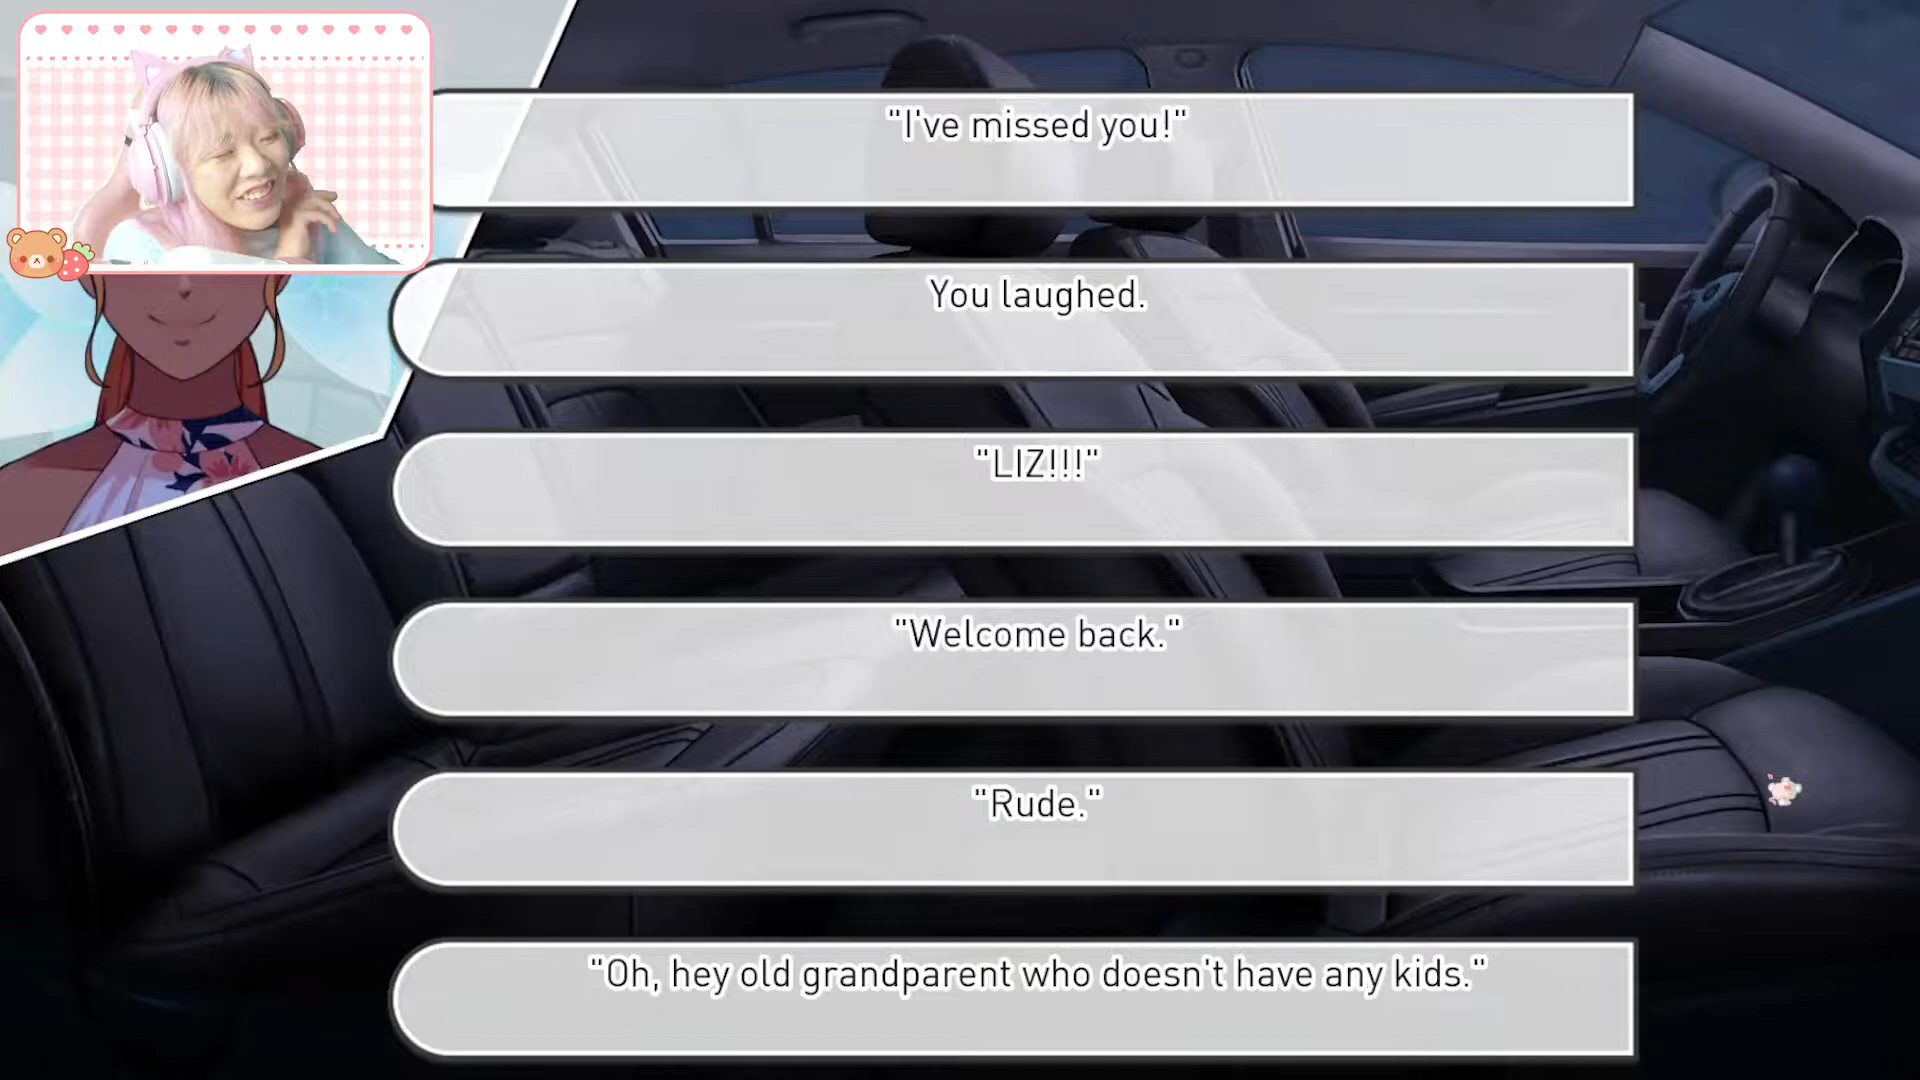 "I've missed you!"
You laughed.
"LIZ!!!"
"Welcome back."
"Rude."
"Oh, hey old grandparent who doesn't have any kids."